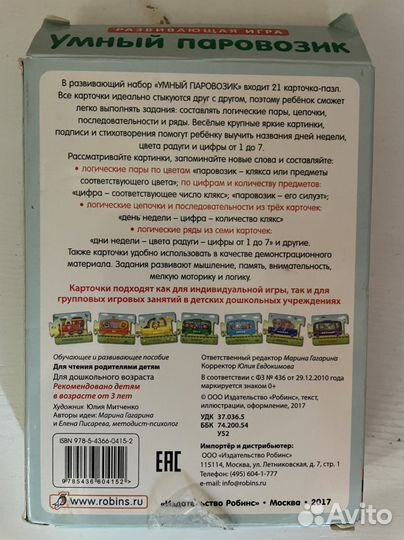 РАЗВИВАЮЩАЯ ИГРА
УМНЫЙ ПАРОВОЗИК
В развивающий набор «УМНЫЙ ПАРОВОЗИК» входит 21 карточка-пазл.
Все карточки идеально стыкуются друг с другом, поэтому ребёнок сможет
легко выполнять задания: составлять логические пары, цепочки,
последовательности и ряды. Весёлые крупные яркие картинки,
подписи и стихотворения помогут ребёнку выучить названия дней недели,
цвета радуги и цифры от 1 до 7.
Рассматривайте картинки, запоминайте новые слова и составляйте:
• логические пары по цветам «паровозик – клякса или предметы
соответствующего цвета»; по цифрам и количеству предметов:
«цифра – соответствующее число клякс»; «паровозик – его силуэт»;
• логические цепочки и последовательности из трёх карточек:
«день недели – цифра – количество клякс»
• логические ряды из семи карточек:
«дни недели – цвета радуги – цифры от 1 до 7» и другие.
Также карточки удобно использовать в качестве демонстрационного
материала. Задания развивают мышление, память, внимательность,
мелкую моторику и логику.
Карточки подходят как для индивидуальной игры, так и для
групповых игровых занятий в детских дошкольных учреждениях
Обучающее и развивающее пособие
Для чтения родителями детям
Для дошкольного возраста
Рекомендовано детям
в возрасте от 3 лет
Художник Юлия Митченко
Авторы идеи: Марина Гагарина
и Елена Писарева, методист-психолог
ISBN 978-5-4366-0415-2
9 785436 604152 >
www.robins.ru
Ответственный редактор Марина Гагарина
Корректор Юлия Евдокимова
В соответствии с ФЗ № 436 от 29.12.2010 года
маркируется знаком 0+
© ООО «Издательство «Робинс», текст,
иллюстрации, оформление, 2017
УДК 37.036.5
ББК 74.200.54
У52
EAC
Импортёр и дистрибьютер:
ООО «Издательство Робинс»
115114, Москва, ул. Летниковская, д. 7, стр. 1
Телефон: (495) 604-1-777
e-mail: info@robins.ru
«Издательство Робинс» • Москва • 2017
Avito